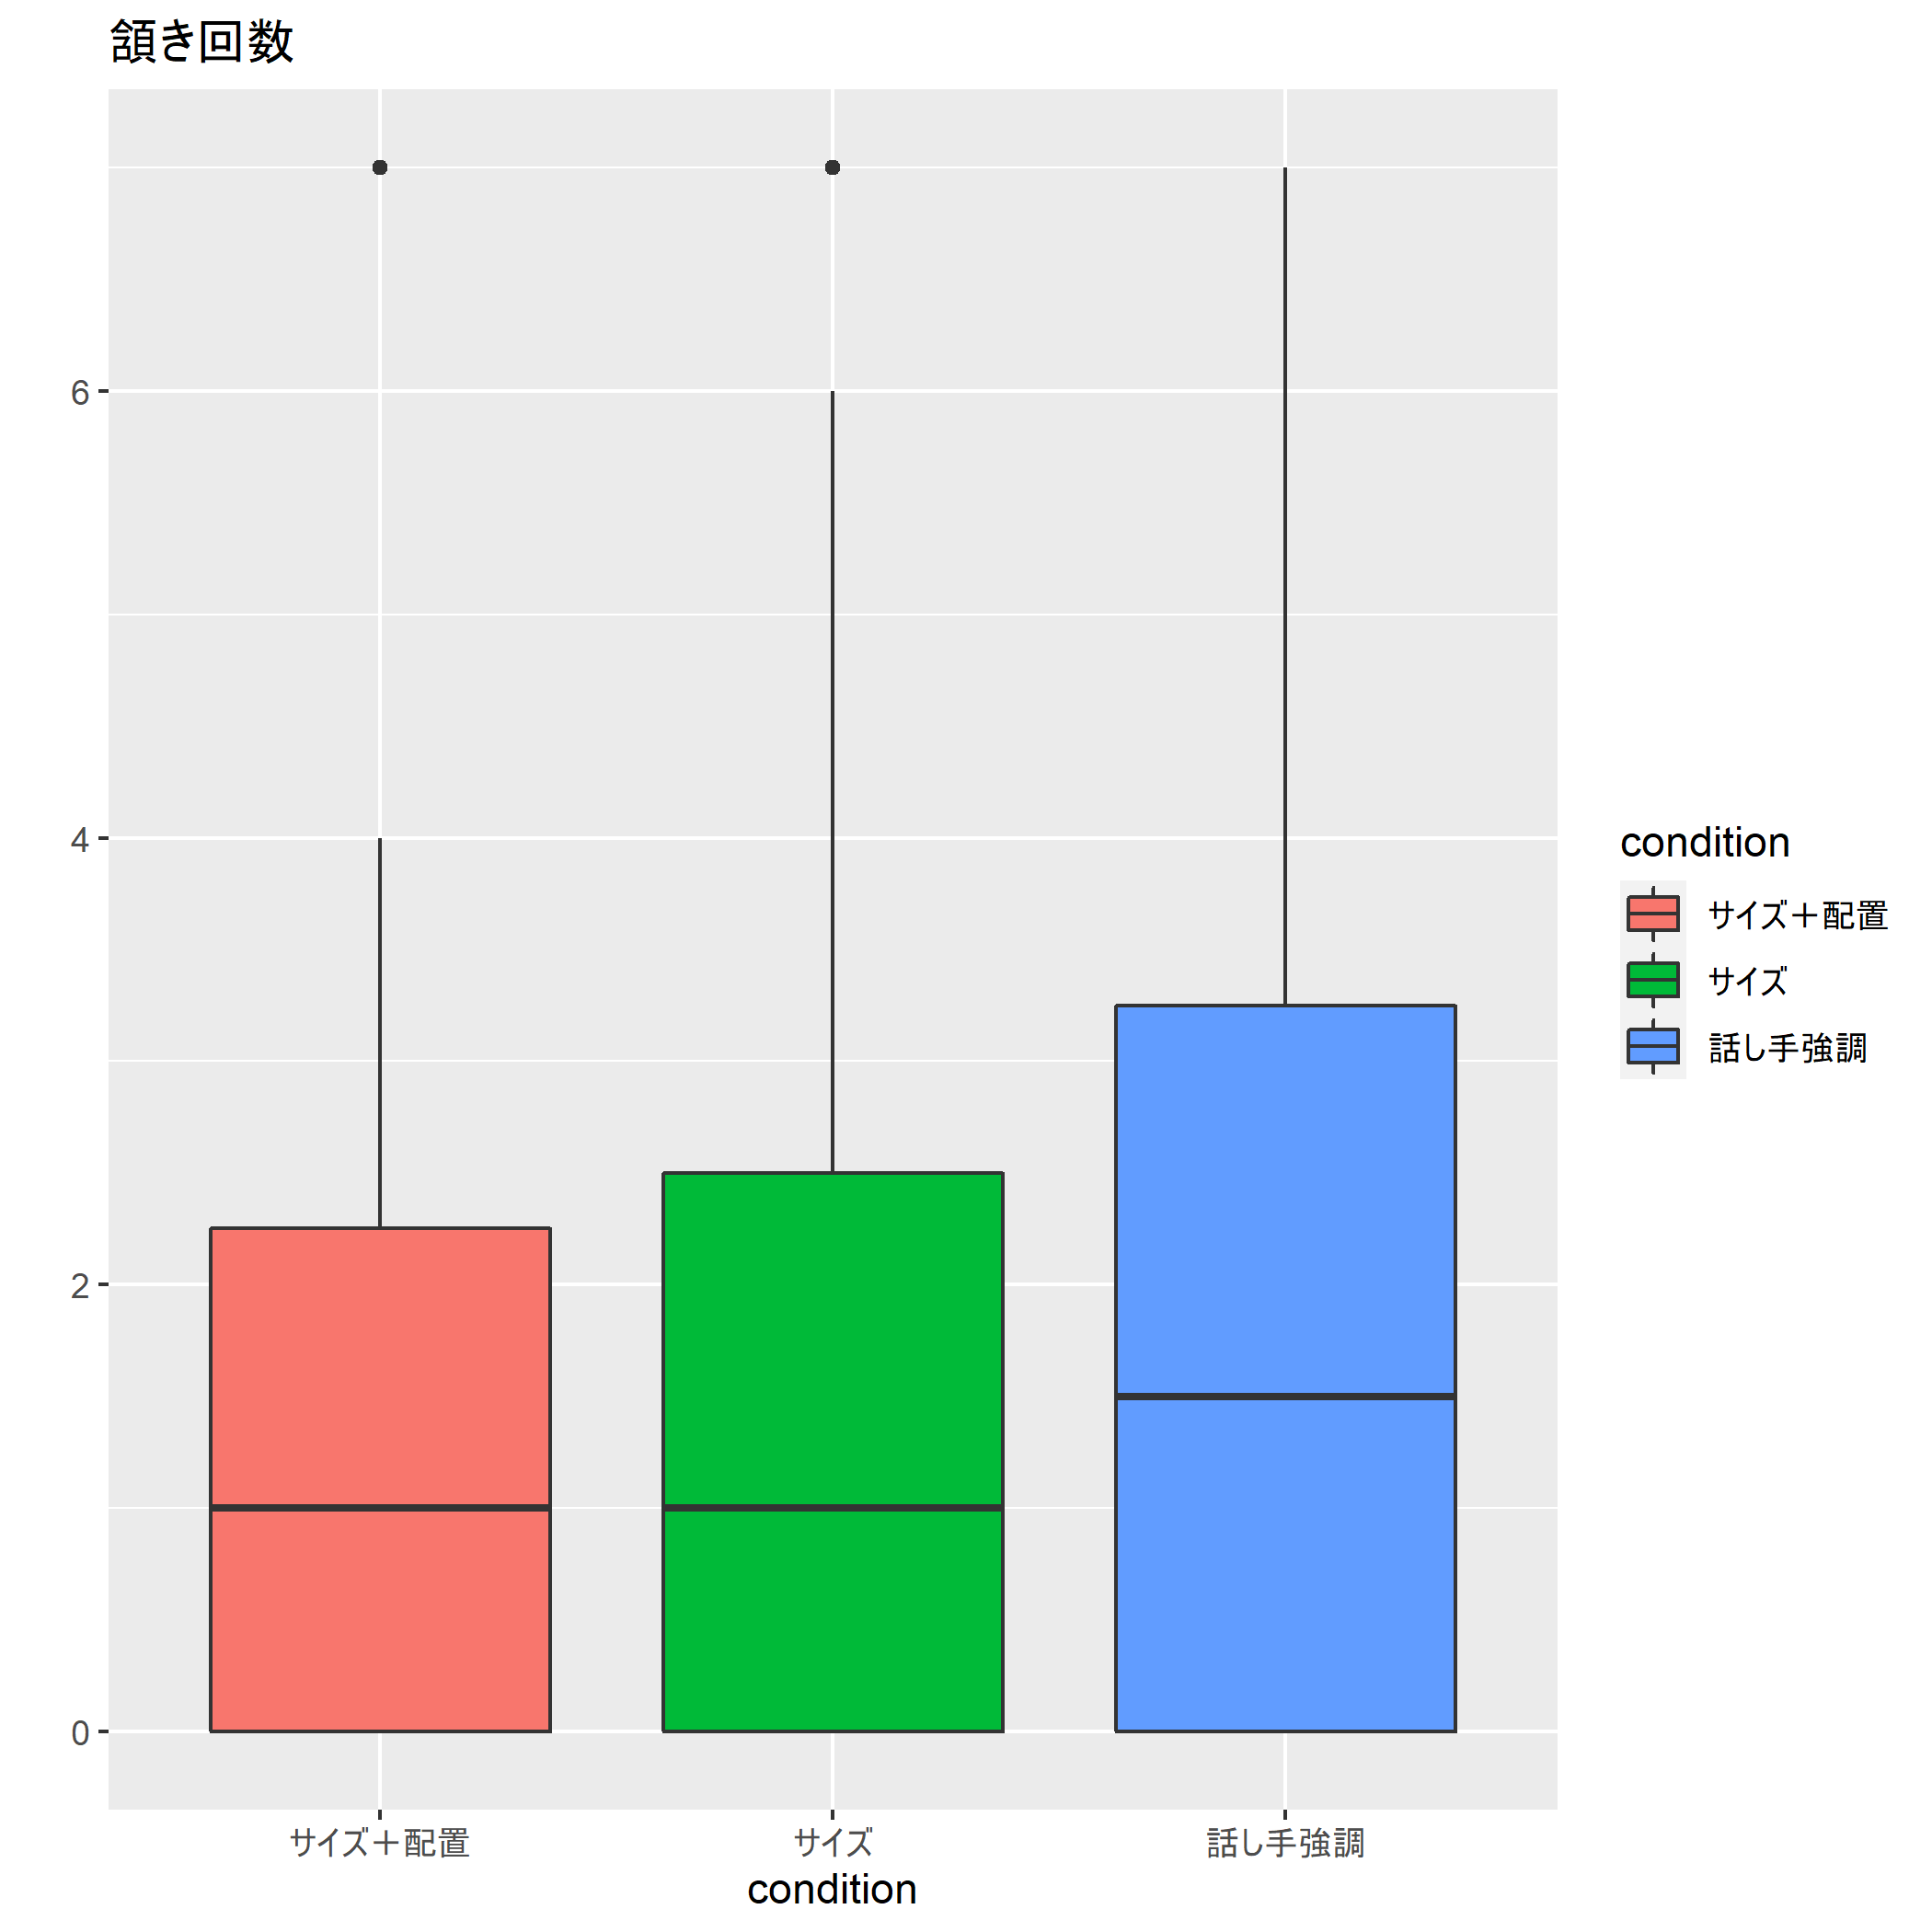 頷き回数
6
4
2
0
サイズ＋配置
サイズ
話し手強調
condition
condition
サイズ＋配置
サイズ
話し手強調